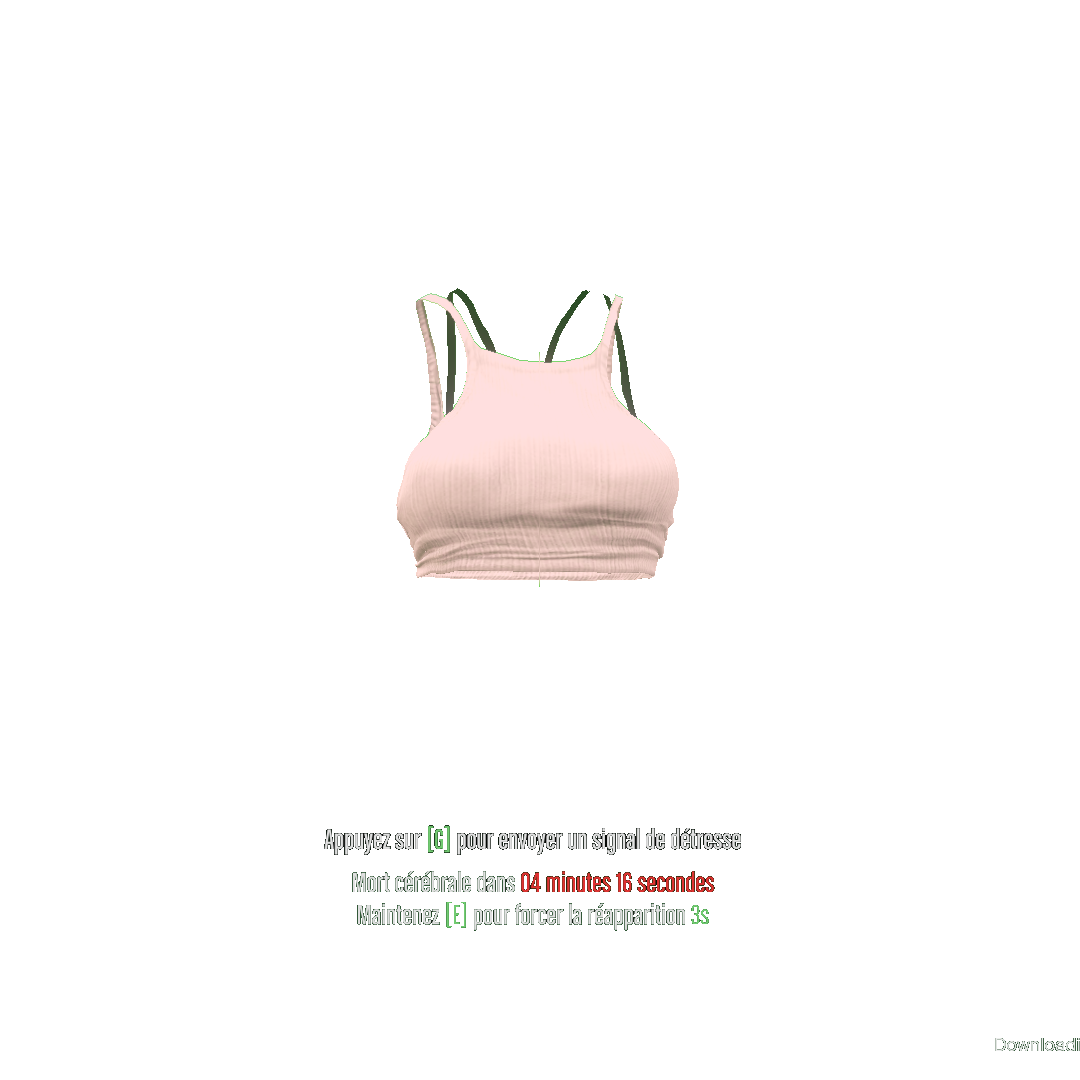 Appuyez sur [G] pour envoyer un signal de détresse
Mort cérébrale dans 04 minutes 16 secondes
Maintenez [E] pour forcer la réapparition 3s
Downloadi